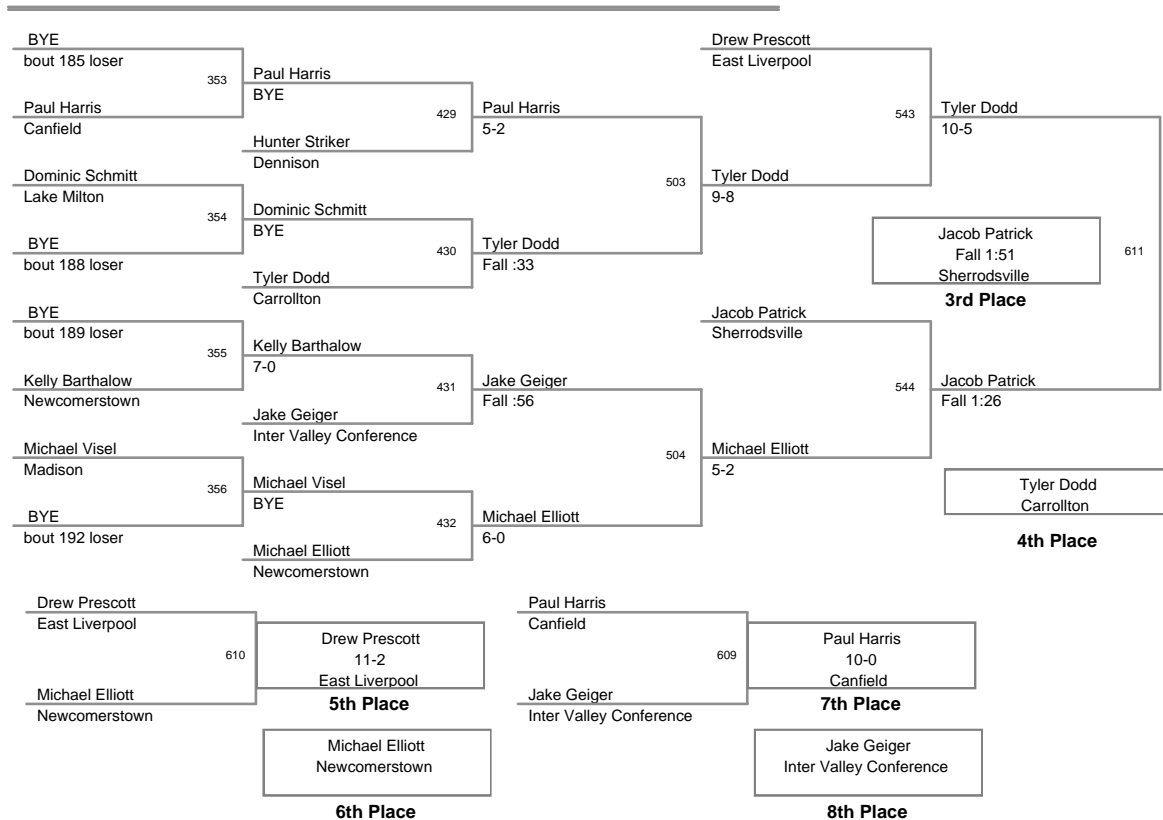 BYE
bout 185 loser
353
Paul Harris
Canfield
Paul Harris
BYE
429
Hunter Striker
Dennison
Paul Harris
5-2
Dominic Schmitt
Lake Milton
354
BYE
bout 188 loser
Dominic Schmitt
BYE
430
Tyler Dodd
Carrollton
Tyler Dodd
Fall :33
503
Tyler Dodd
9-8
Drew Prescott
East Liverpool
543
Tyler Dodd
10-5
BYE
bout 189 loser
355
Kelly Barthalow
Newcomerstown
Kelly Barthalow
7-0
431
Jake Geiger
Inter Valley Conference
Jake Geiger
Fall :56
Michael Visel
Madison
356
BYE
bout 192 loser
Michael Visel
BYE
432
Michael Elliott
Newcomerstown
Michael Elliott
6-0
504
Michael Elliott
5-2
Jacob Patrick
Sherrodsville
544
Jacob Patrick
Fall 1:26
611
Jacob Patrick
Fall 1:51
Sherrodsville
3rd Place
Tyler Dodd
Carrollton
4th Place
Drew Prescott
East Liverpool
610
Michael Elliott
Newcomerstown
Drew Prescott
11-2
East Liverpool
5th Place
Michael Elliott
Newcomerstown
6th Place
Paul Harris
Canfield
609
Jake Geiger
Inter Valley Conference
Paul Harris
10-0
Canfield
7th Place
Jake Geiger
Inter Valley Conference
8th Place